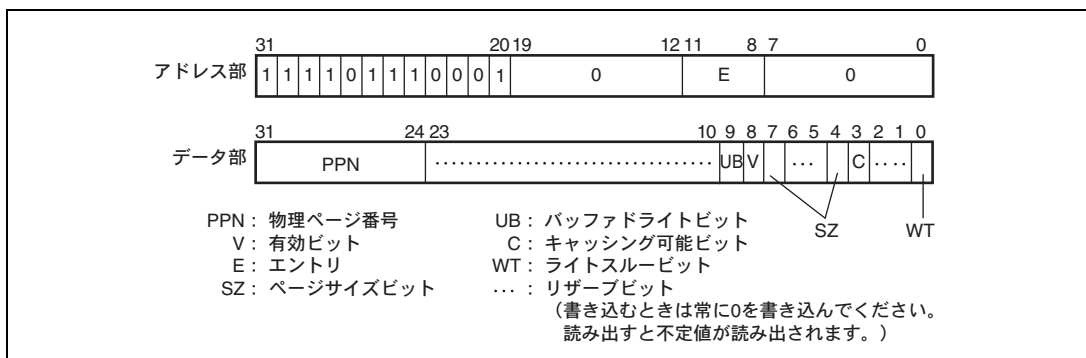 31 20 19 12 11 8 7 0
アドレス部 1 1 1 1 0 1 1 1 0 0 0 1 0 E 0
31 24 23 10 9 8 7 6 5 4 3 2 1 0
データ部 PPN ................................. UB V ... C .... 
SZ WT
PPN： 物理ページ番号 UB： バッファドライトビット
V： 有効ビット C： キャッシング可能ビット
E： エントリ WT： ライトスルービット
SZ： ページサイズビット ...： リザーブビット
（書き込むときは常に0を書き込んでください。
読み出すと不定値が読み出されます。）